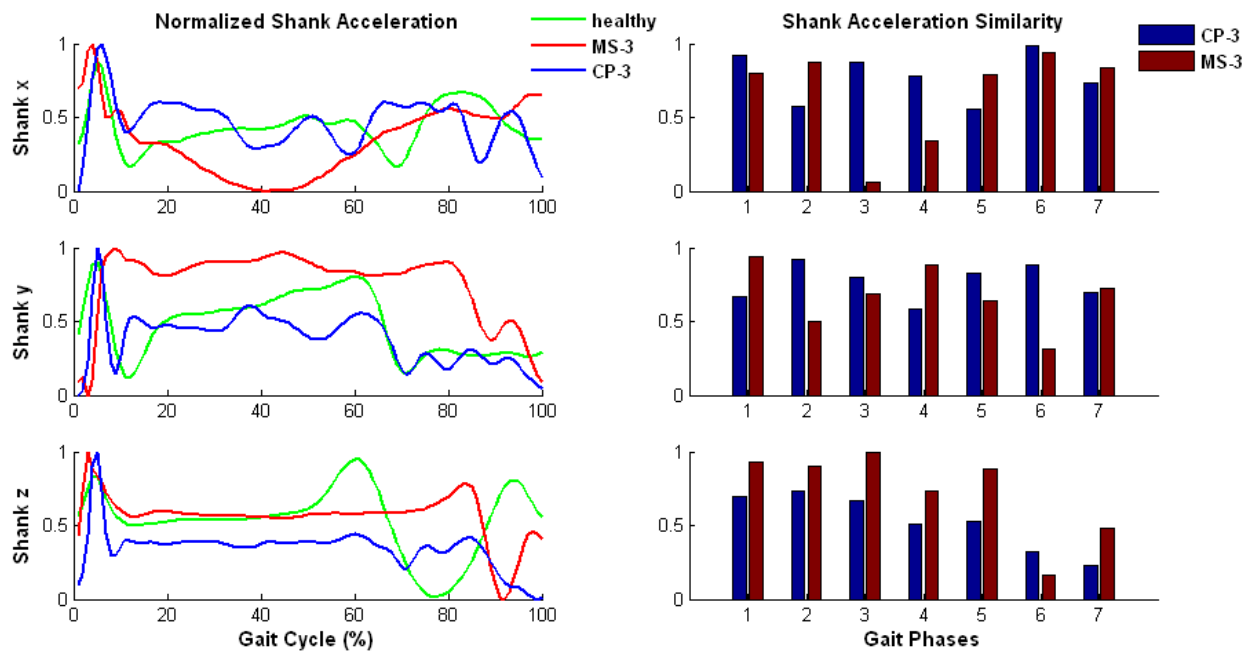 Normalized Shank Acceleration
healthy
MS-3
CP-3
Shank Acceleration Similarity
CP-3
MS-3
Shank x
1
0.5
0
0 20 40 60 80 100
1
0.5
0
1 2 3 4 5 6 7
Shank y
1
0.5
0
0 20 40 60 80 100
1
0.5
0
1 2 3 4 5 6 7
Shank z
1
0.5
0
0 20 40 60 80 100
Gait Cycle (%)
1
0.5
0
1 2 3 4 5 6 7
Gait Phases